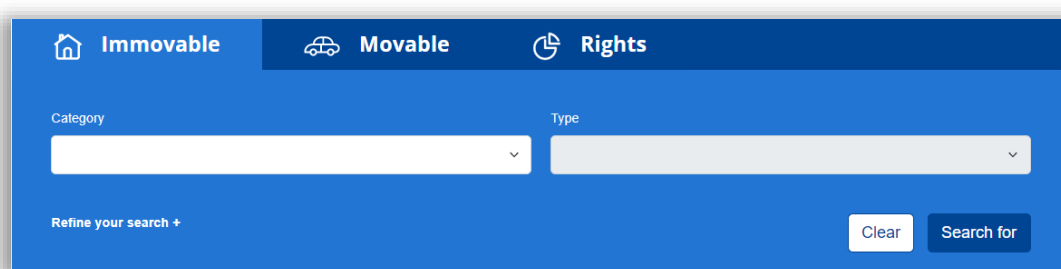 Immovable Movable Rights
Category Type
Refine your search + Clear Search for